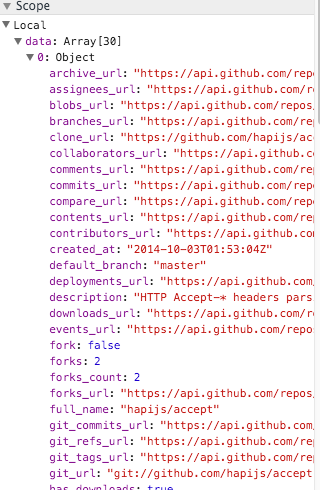 Scope
Local
data: Array[30]
0: Object
archive_url: "https://api.github.com/repo
assignees_url: "https://api.github.com/r
blobs_url: "https://api.github.com/repos
branches_url: "https://api.github.com/rep
clone_url: "https://github.com/hapijs/ac
collaborators_url: "https://api.github.c
comments_url: "https://api.github.com/re
commits_url: "https://api.github.com/rep
compare_url: "https://api.github.com/rep
contents_url: "https://api.github.com/re
contributors_url: "https://api.github.co
created_at: "2014-10-03T01:53:04Z"
default_branch: "master"
deployments_url: "https://api.github.com
description: "HTTP Accept-* headers pars
downloads_url: "https://api.github.com/r
events_url: "https://api.github.com/repo
fork: false
forks: 2
forks_count: 2
forks_url: "https://api.github.com/repos
full_name: "hapijs/accept"
git_commits_url: "https://api.github.com
git_refs_url: "https://api.github.com/re
git_tags_url: "https://api.github.com/re
git_url: "git://github.com/hapijs/accept
has_downloads: true